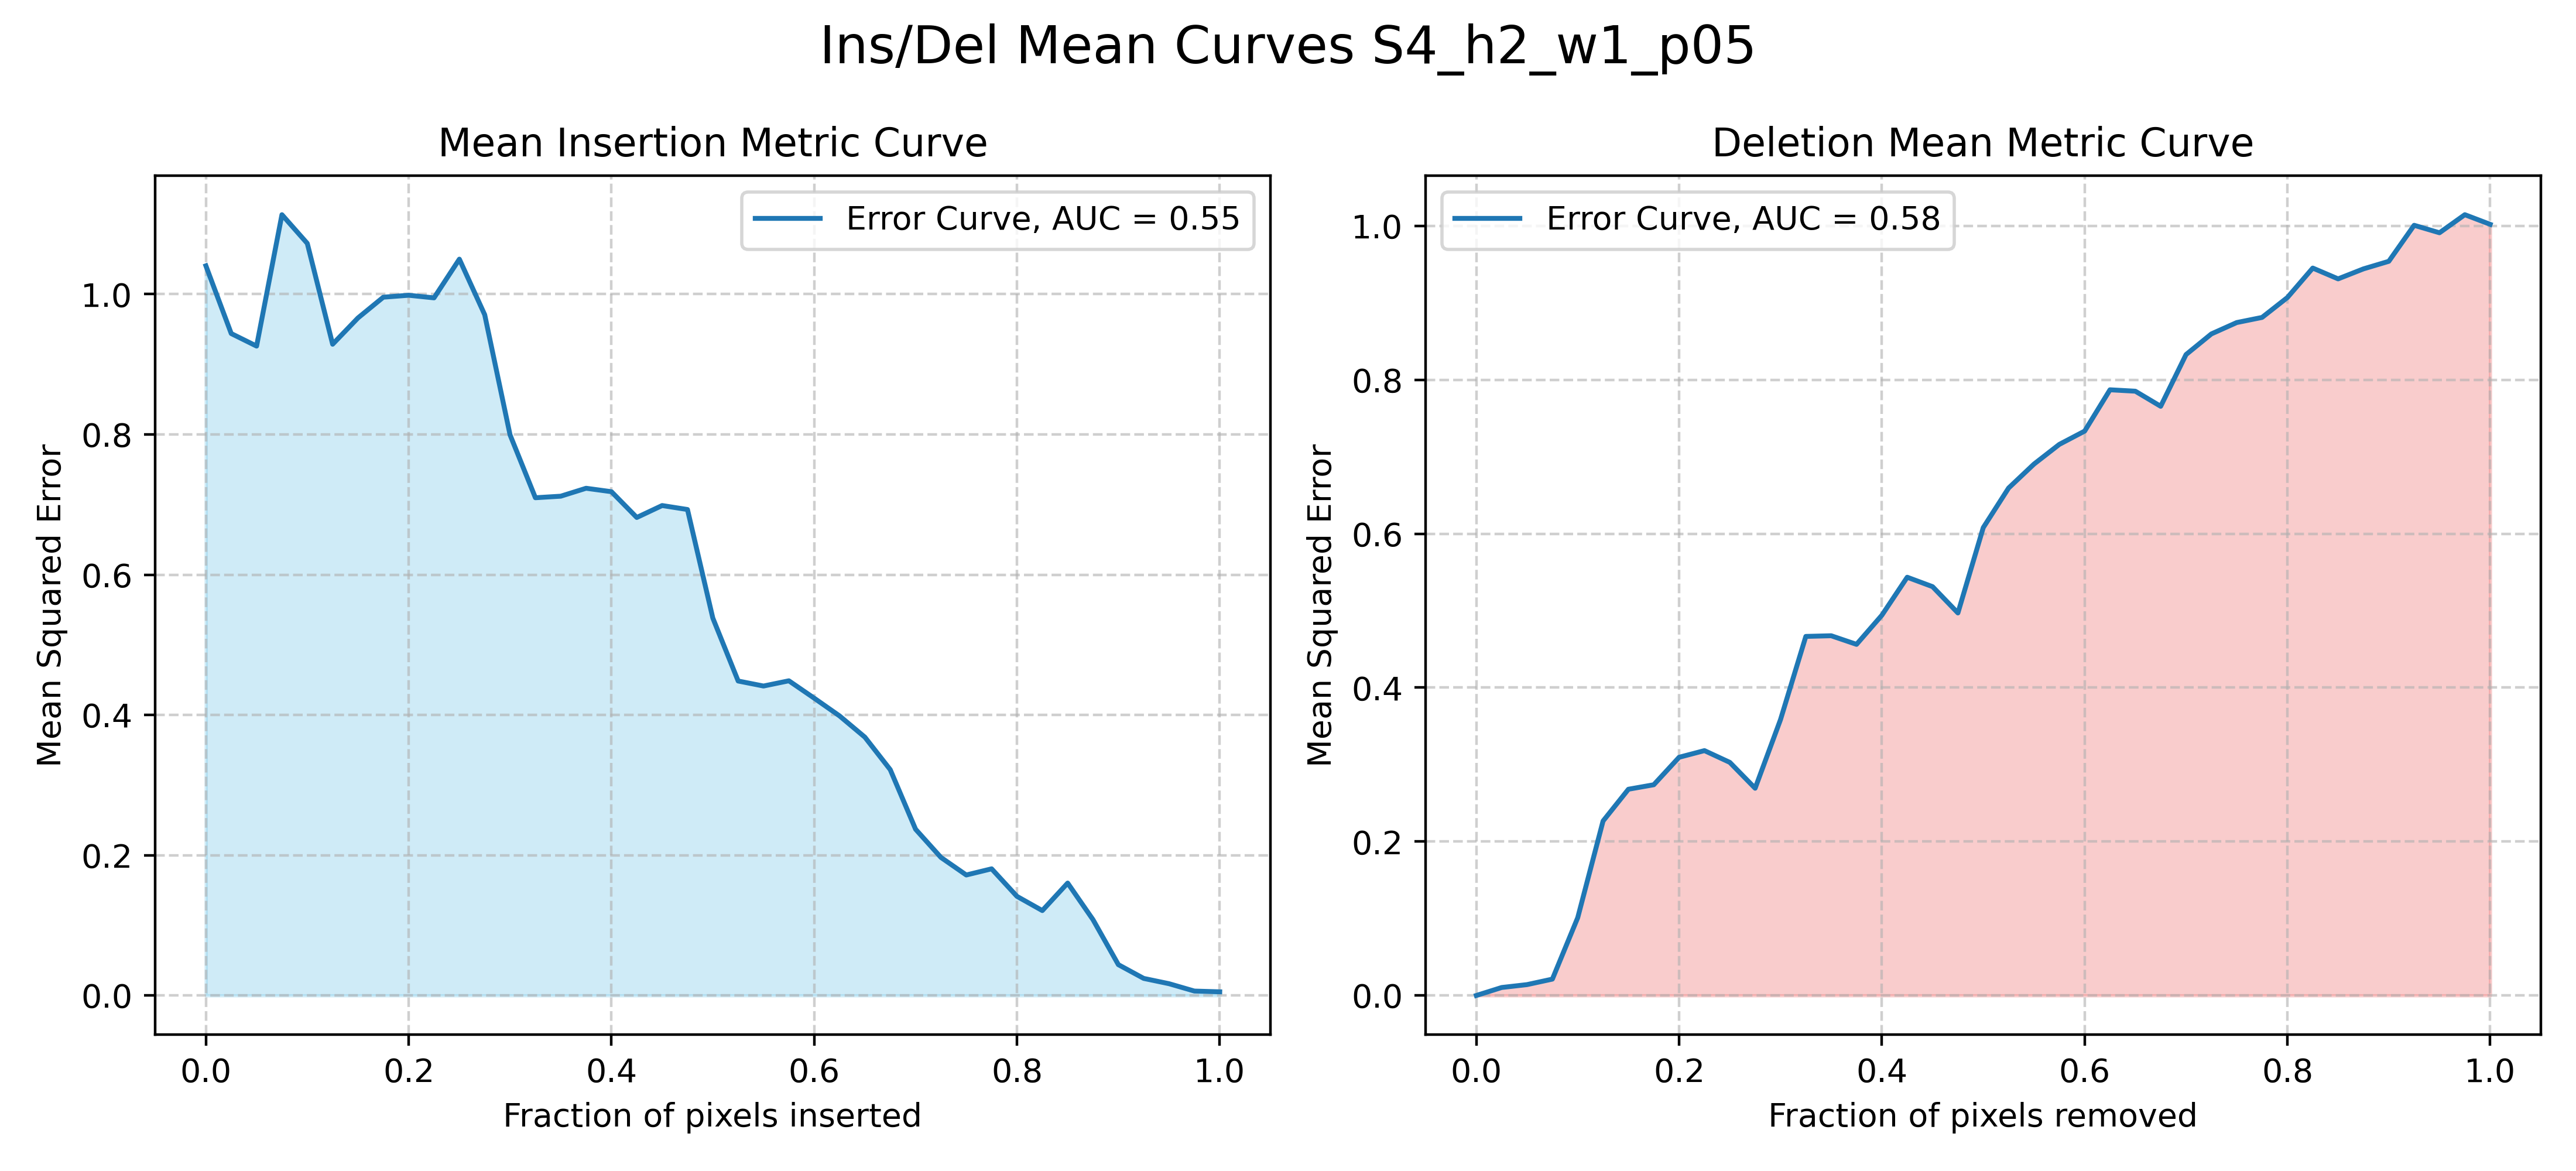 Ins/Del Mean Curves S4_h2_w1_p05
Mean Insertion Metric Curve
Error Curve, AUC = 0.55
Mean Squared Error
1.0
0.8
0.6
0.4
0.2
0.0
0.0 0.2 0.4 0.6 0.8 1.0
Fraction of pixels inserted
Deletion Mean Metric Curve
Error Curve, AUC = 0.58
Mean Squared Error
1.0
0.8
0.6
0.4
0.2
0.0
0.0 0.2 0.4 0.6 0.8 1.0
Fraction of pixels removed